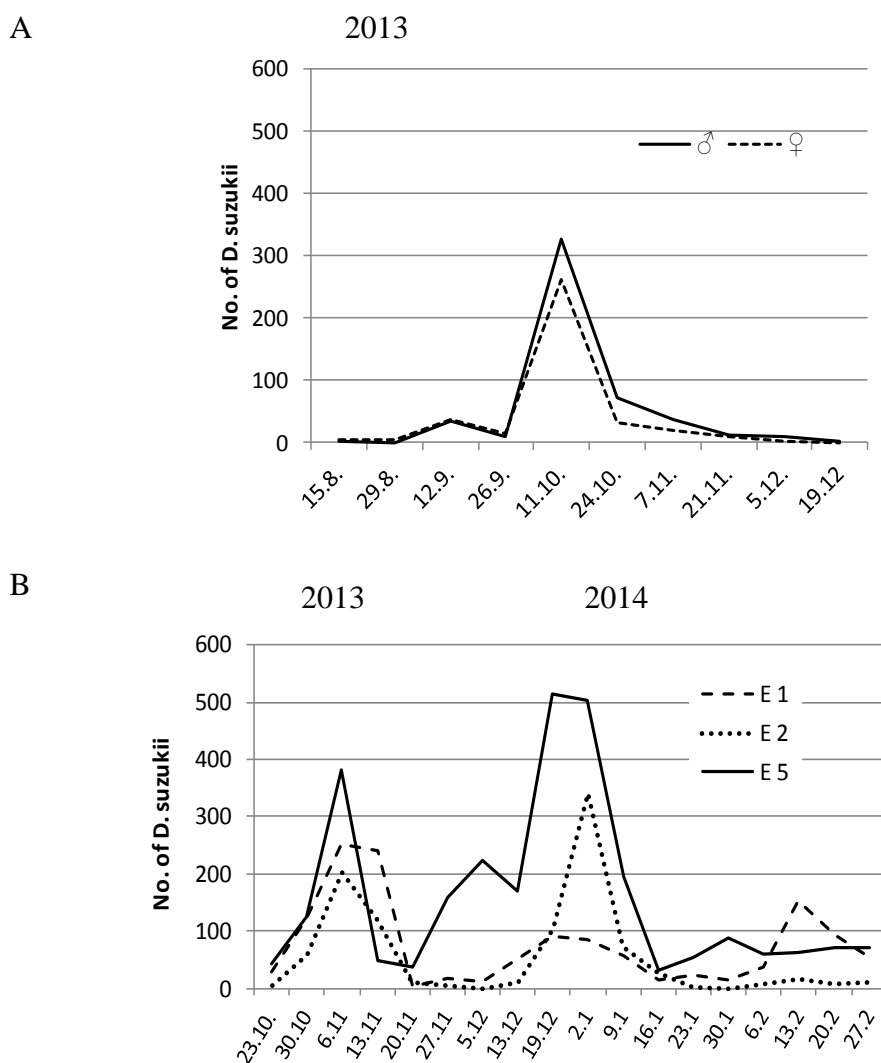 A
2013
600
500
400
300
200
100
0
No. of D. suzukii
♂ ♀
15.8. 29.8. 12.9. 26.9. 11.10. 24.10. 7.11. 21.11. 5.12. 19.12
B
2013 2014
600
500
400
300
200
100
0
No. of D. suzukii
E 1
E 2
E 5
23.10. 30.10 6.11 13.11 20.11 27.11 5.12 13.12 19.12 2.1 9.1 16.1 23.1 30.1 6.2 13.2 20.2 27.2